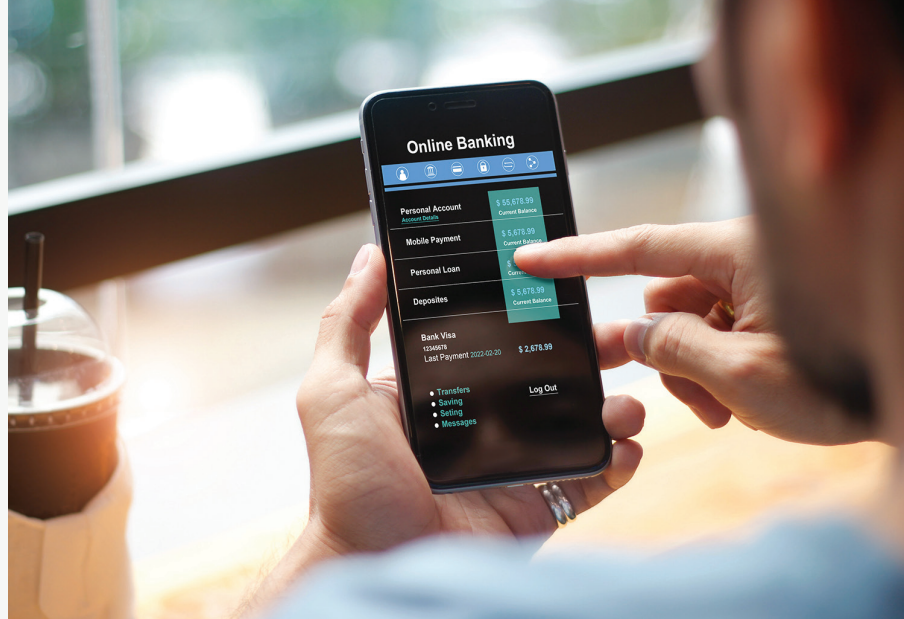 Online Banking
Personal Account $ 55,678.99
Account Details Current Balance
Mobile Payment $ 5,678.99
Current Balance
Personal Loan $
Deposites $ 5,678.99
Current Balance
Bank Visa
12345678
Last Payment 2022-02-20 $ 2,678.99
Transfers Log Out
Saving
Seting
Messages